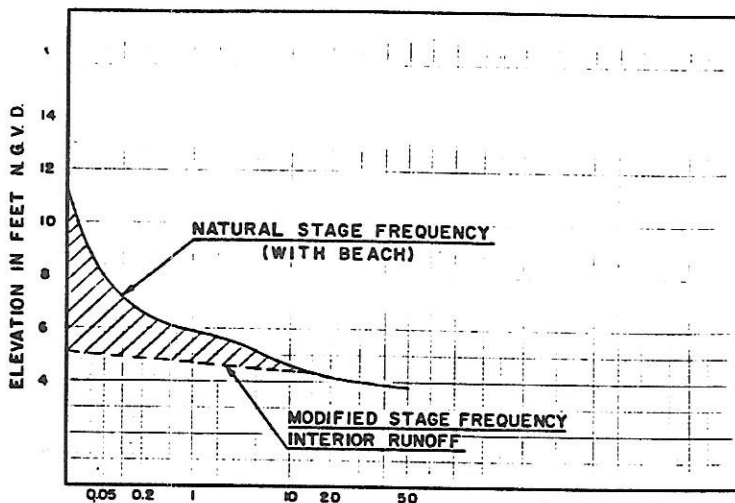 ELEVATION IN FEET N.G.V.D.
14
12
10
8
6
4
NATURAL STAGE FREQUENCY
(WITH BEACH)
MODIFIED STAGE FREQUENCY
INTERIOR RUNOFF
0.05 0.2 1 10 20 50